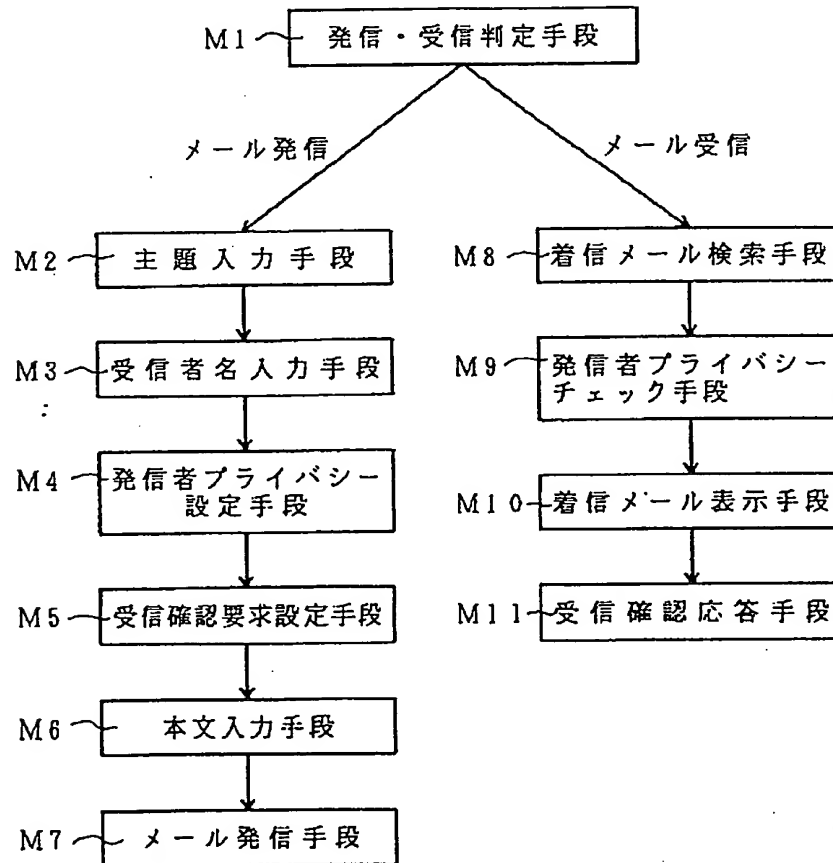 M1 発信・受信判定手段
メール発信
メール受信
M2 主題入力手段
M3 受信者名入力手段
M4 発信者プライバシー
設定手段
M5 受信確認要求設定手段
M6 本文入力手段
M7 メール発信手段
M8 着信メール検索手段
M9 発信者プライバシー
チェック手段
M10 着信メール表示手段
M11 受信確認応答手段